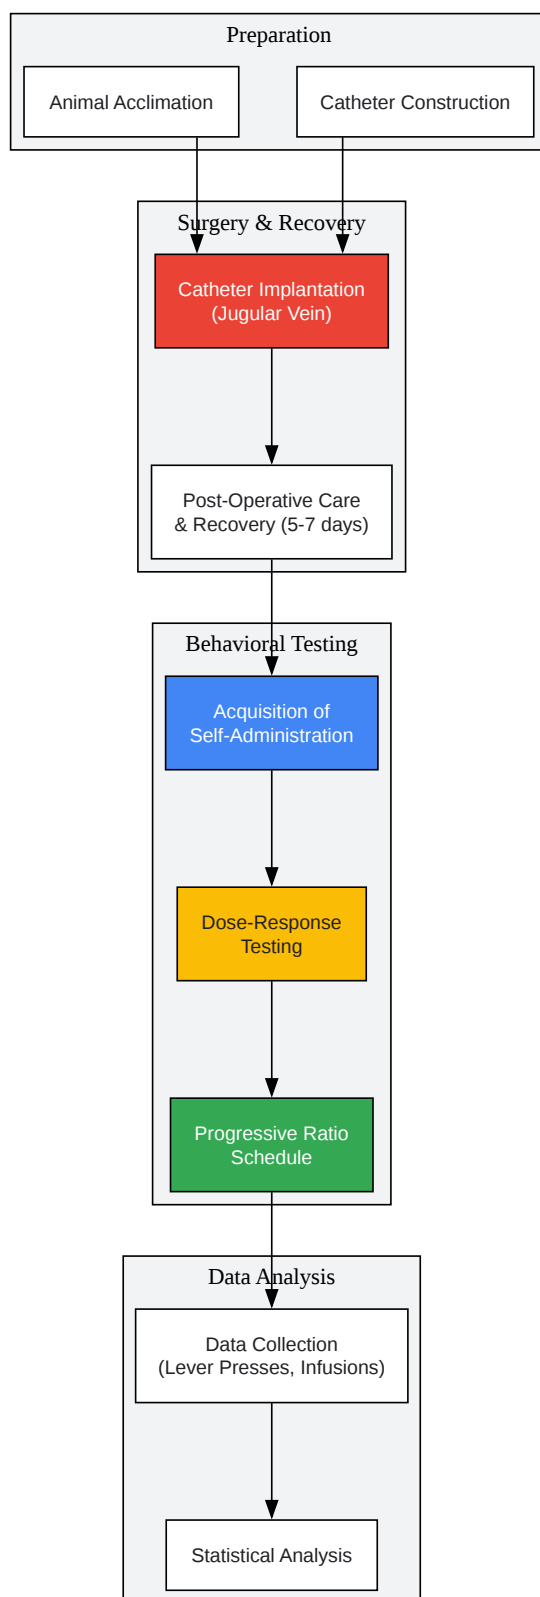 Preparation
Animal Acclimation
Catheter Construction
Surgery & Recovery
Catheter Implantation
(Jugular Vein)
Post-Operative Care
& Recovery (5-7 days)
Behavioral Testing
Acquisition of
Self-Administration
Dose-Response
Testing
Progressive Ratio
Schedule
Data Analysis
Data Collection
(Lever Presses, Infusions)
Statistical Analysis